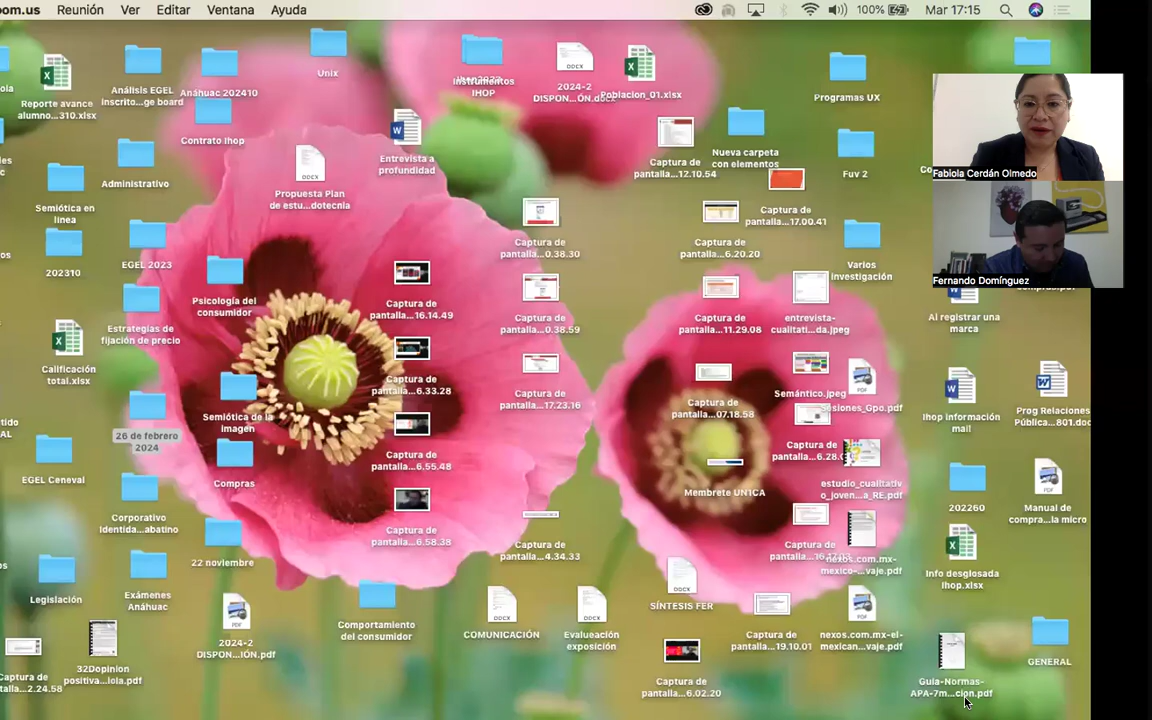 oom.us Reunión Ver Editar Ventana Ayuda 100% Mar 17:15
Reporte avance
alumno...310.xlsx
Análisis EGEL
inscrito...ge board
Anáhuac 202410
Unix
Instrumentos
IHOP
2024-2
DISPON...ÓN.docx
Poblacion_01.xlsx
Programas UX
Contrato Ihop
Entrevista a
profundidad
Captura de
pantalla...12.10.54
Nueva carpeta
con elementos
Fuv 2
Fabiola Cerdán Olmedo
Administrativo
Propuesta Plan
de estu...dotecnia
Semiótica en
linea
Captura de
pantalla...17.00.41
Captura de
pantalla...0.38.30
Captura de
pantalla...6.20.20
Varios
investigación
Fernando Domínguez
202310
EGEL 2023
Psicología del
consumidor
Captura de
pantalla...16.14.49
Captura de
pantalla...0.38.59
Captura de
pantalla...11.29.08
entrevista-
cualitati...da.jpeg
Al registrar una
marca
Estrategias de
fijación de precio
Calificación
total.xlsx
Captura de
pantalla...6.33.28
Captura de
pantalla...17.23.16
Captura de
pantalla...07.18.58
Semántico.jpeg
esiones_Gpo.pdf
Ihop información
mail
Prog Relaciones
Pública...801.doc
Semiótica de la
imagen
26 de febrero
2024
Captura de
pantalla...6.55.48
Captura de
pantalla...6.28.
EGEL Ceneval
Compras
Membrete UN1CA
estudio_cualitativ
o_joven...a_RE.pdf
202260
Manual de
compra...la micro
Corporativo
Identida...abatino
Captura de
pantalla...6.58.38
Captura de
pantalla...4.34.33
Captura de
nexos.com.mx-
mexico-...vaje.pdf
22 noviembre
Info desglosada
Ihop.xlsx
Legislación
Exámenes
Anáhuac
Comportamiento
del consumidor
COMUNICACIÓN
Evalueación
exposición
SÍNTESIS FER
Captura de
pantalla...19.10.01
nexos.com.mx-el-
mexican...vaje.pdf
2024-2
DISPON...IÓN.pdf
GENERAL
Captura de
...2.24.58
32Dopinion
positiva...iola.pdf
Captura de
pantalla...6.02.20
Guia-Normas-
APA-7m...cion.pdf